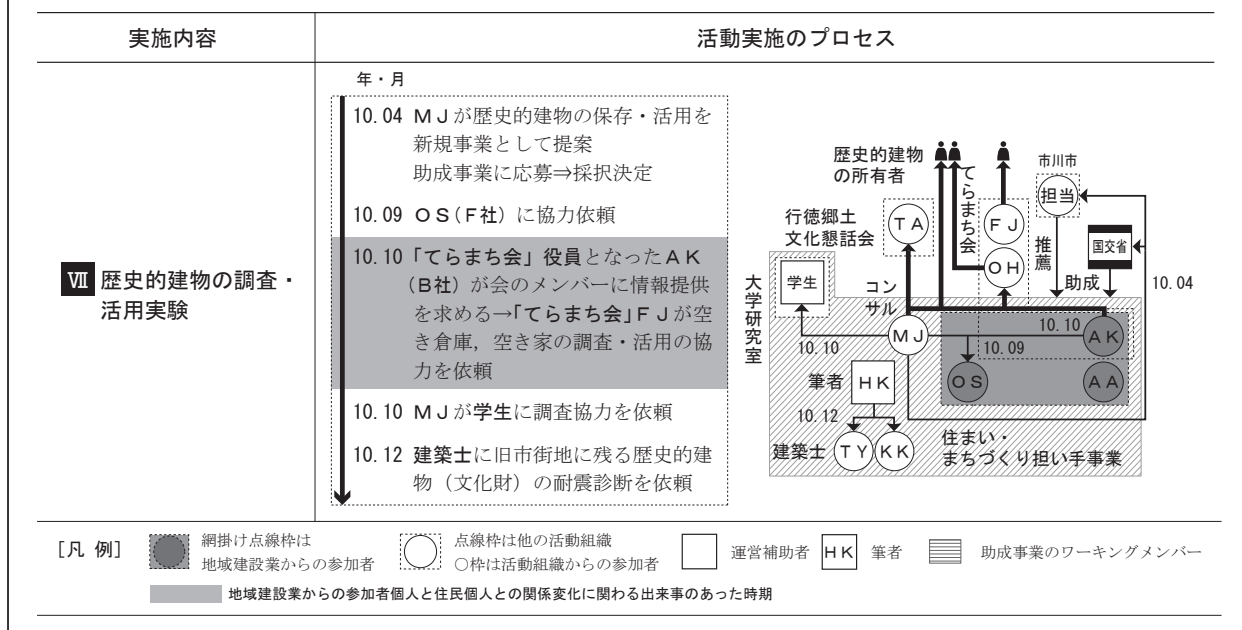 実施内容
活動実施のプロセス
Ⅶ 歴史的建物の調査・
活用実験
年・月
10.04 ＭＪが歴史的建物の保存・活用を
新規事業として提案
助成事業に応募⇒採択決定
10.09 ＯＳ(Ｆ社)に協力依頼
10.10「てらまち会」役員となったＡＫ
(Ｂ社)が会のメンバーに情報提供
を求める→「てらまち会」ＦＪが空
き倉庫，空き家の調査・活用の協
力を依頼
10.10 ＭＪが学生に調査協力を依頼
10.12 建築士に旧市街地に残る歴史的建
物（文化財）の耐震診断を依頼
歴史的建物
の所有者
てらまち会
市川市
担当
行徳郷土
文化懇話会
ＴＡ
ＦＪ
ＯＨ
推薦
国交省
助成
10.04
大学研究室
学生
コン
サル
ＭＪ
10.10
ＡＫ
10.10
10.09
ＯＳ
ＡＡ
筆者
ＨＫ
10.12
建築士
ＴＹ
ＫＫ
住まい・
まちづくり担い手事業
［凡 例］
網掛け点線枠は
地域建設業からの参加者
点線枠は他の活動組織
○枠は活動組織からの参加者
運営補助者
ＨＫ 筆者
助成事業のワーキングメンバー
地域建設業からの参加者個人と住民個人との関係変化に関わる出来事のあった時期